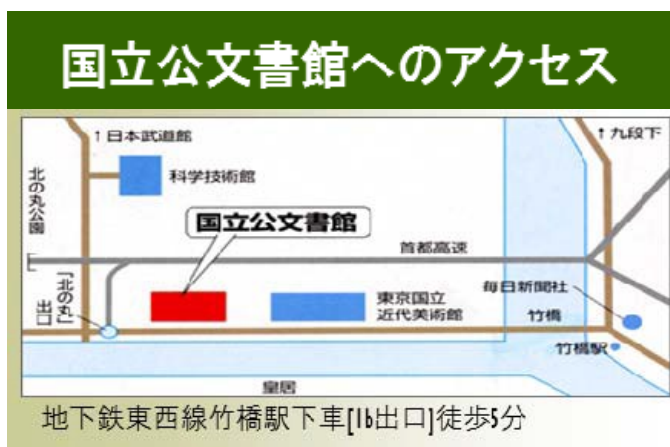 国立公文書館へのアクセス
↑日本武道館
↑九段下
科学技術館
北の丸公園
国立公文書館
首都高速
「北の丸」
出口
東京国立
近代美術館
毎日新聞社
竹橋
竹橋駅
皇居
地下鉄東西線竹橋駅下車[1b出口]徒歩5分